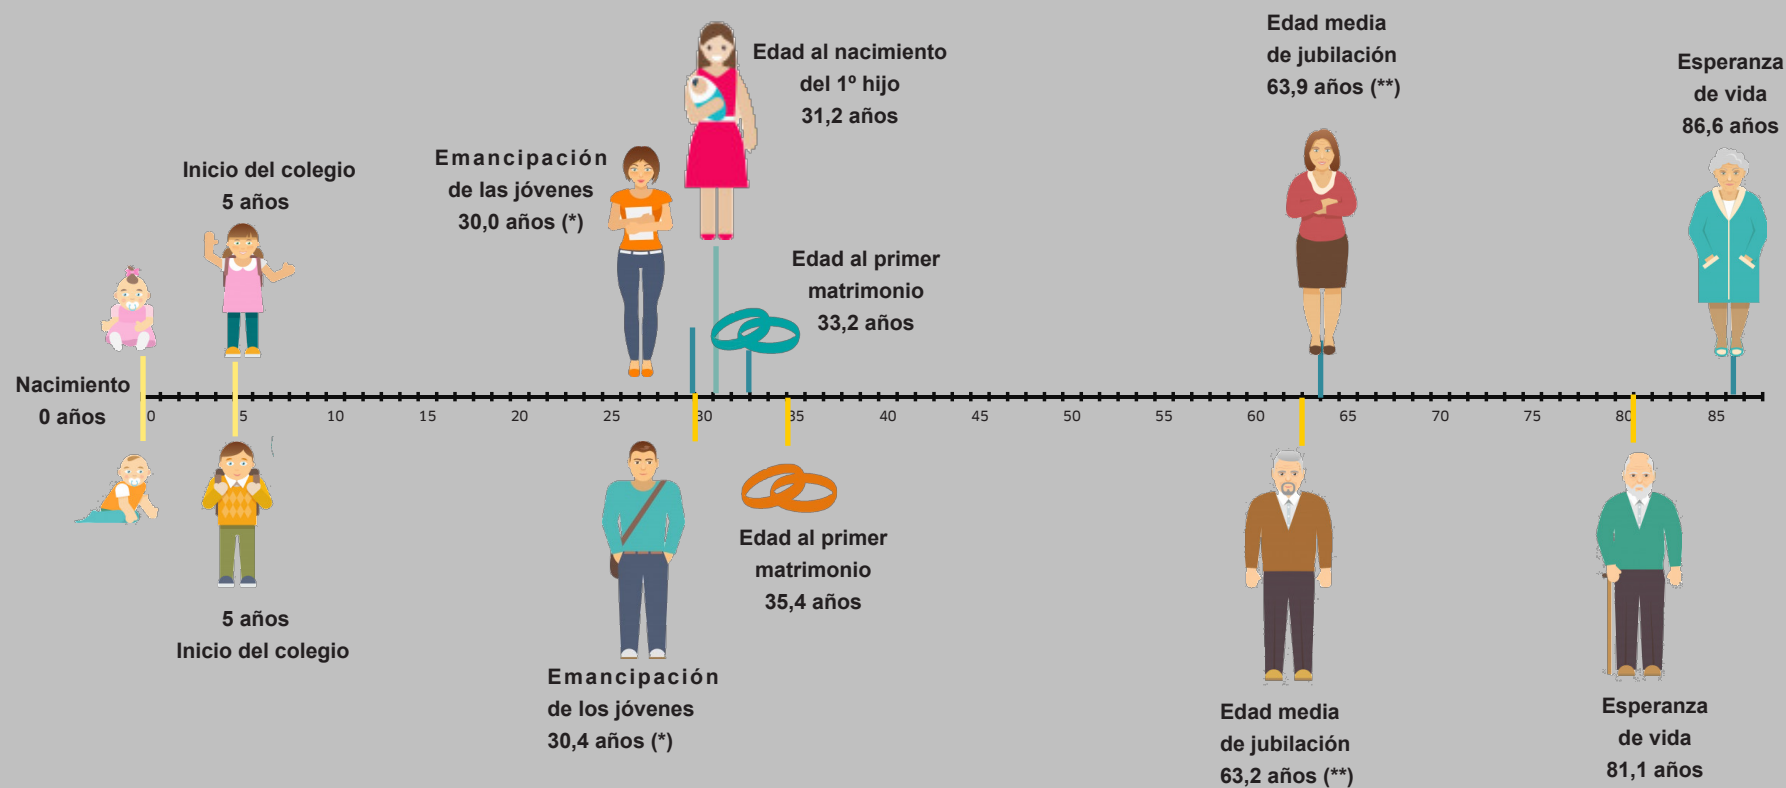 Edad media
de jubilación
63,9 años (**)
Edad al nacimiento
del 1º hijo
31,2 años
Esperanza
de vida
86,6 años
Emancipación
de las jóvenes
30,0 años (*)
Inicio del colegio
5 años
Edad al primer
matrimonio
33,2 años
Nacimiento
0 años
0 5 10 15 20 25 30 35 40 45 50 55 60 65 70 75 80 85
Edad al primer
matrimonio
35,4 años
5 años
Inicio del colegio
Emancipación
de los jóvenes
30,4 años (*)
Edad media
de jubilación
63,2 años (**)
Esperanza
de vida
81,1 años